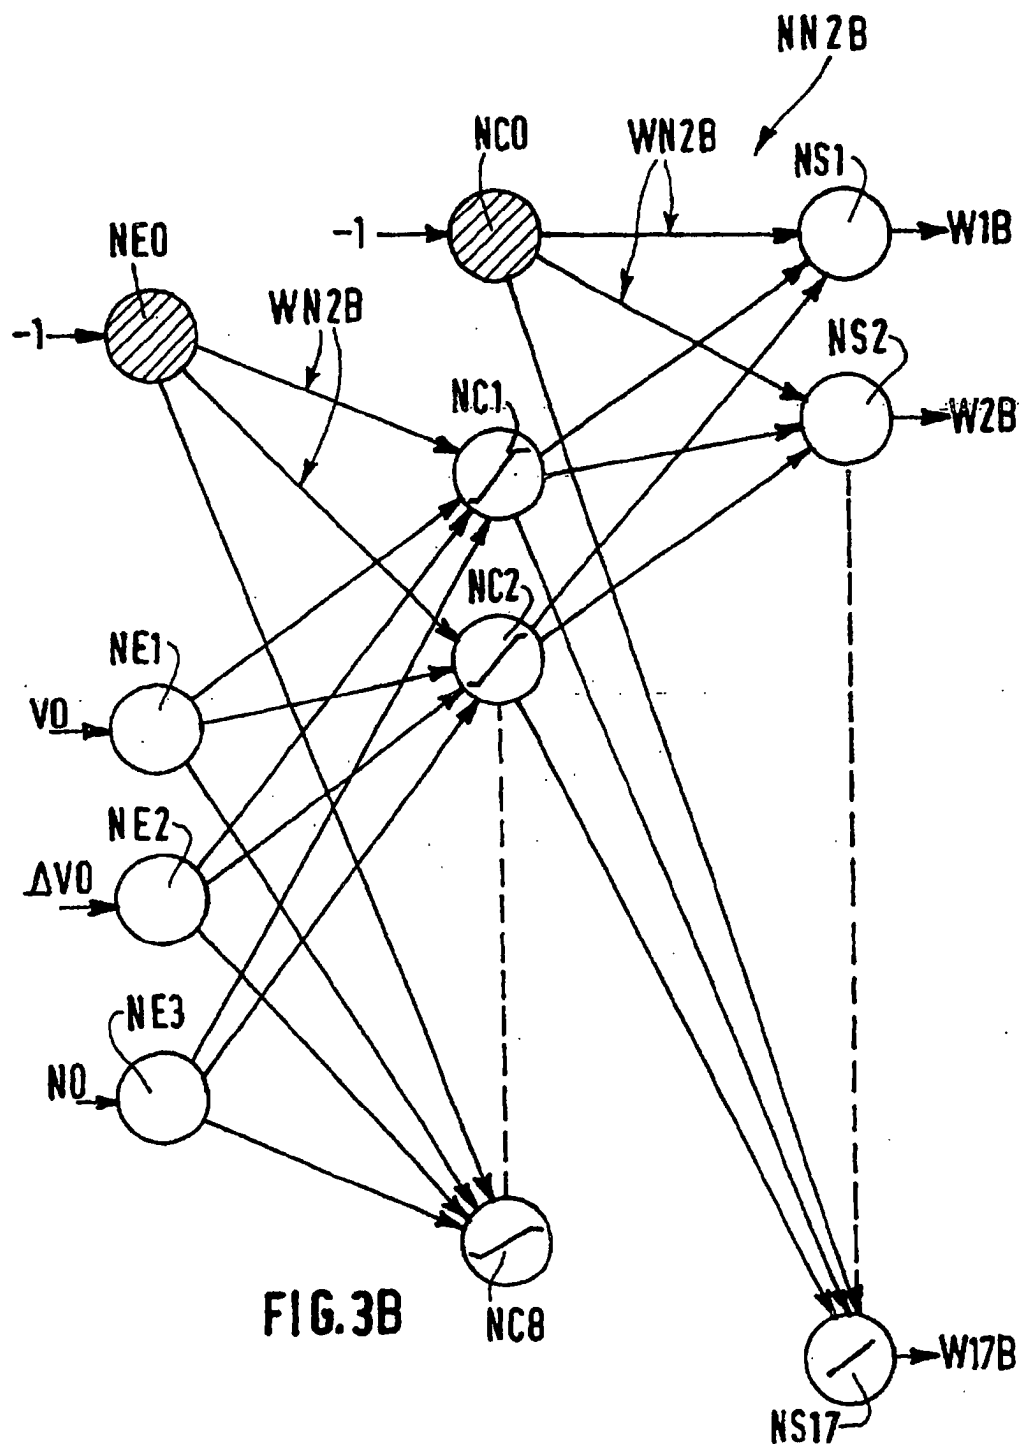 NN2B
NC0
WN2B
NS1
-1
W1B
NE0
WN2B
-1
NS2
NC1
W2B
NC2
NE1
V0
NE2
ΔV0
NE3
N0
FIG.3B
NC8
W17B
NS17